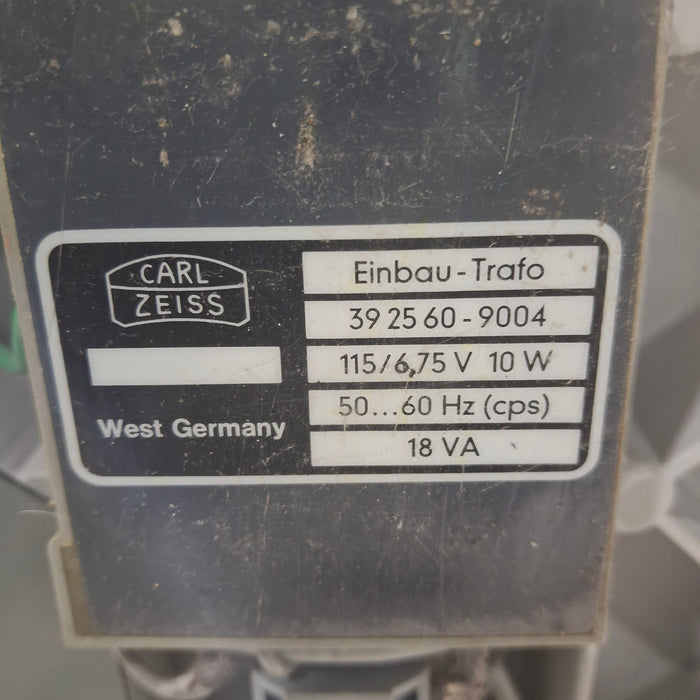 CARL
ZEISS
West Germany
Einbau-Trafo
39 25 60-9004
115/6,75 V 10 W
50...60 Hz (cps)
18 VA